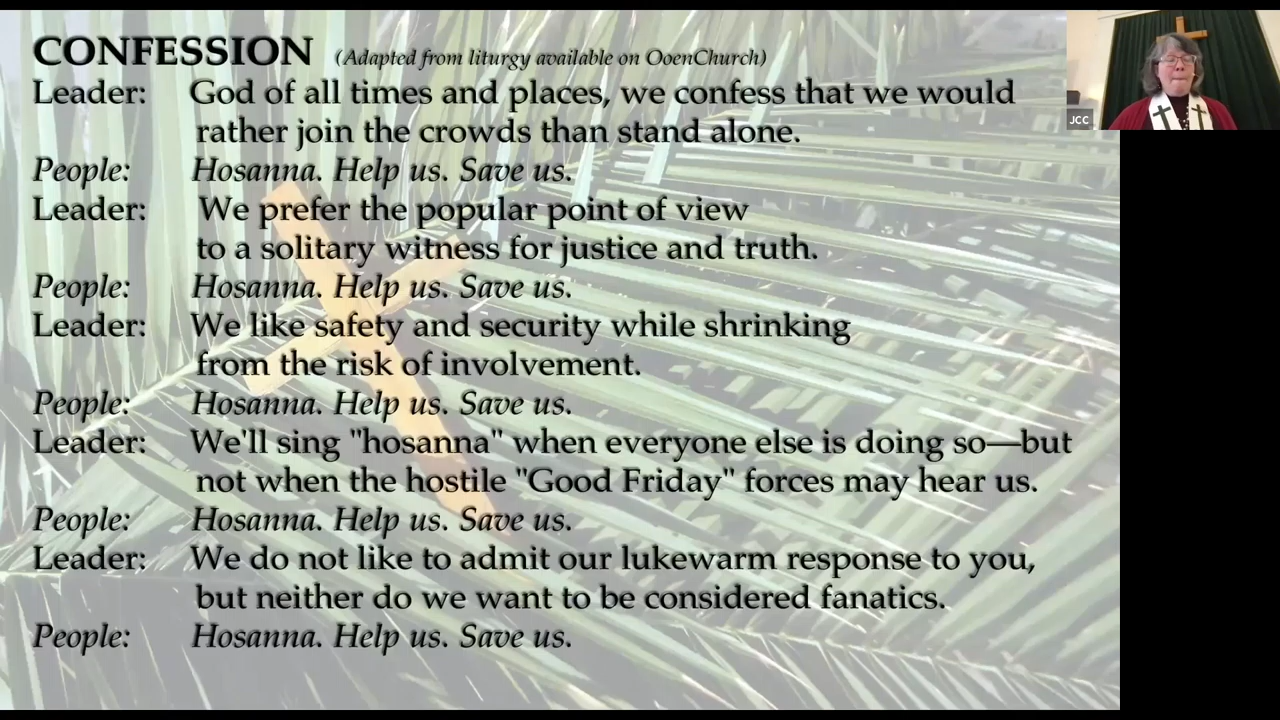 CONFESSION (Adapted from liturgy available on OoenChurch)
Leader: God of all times and places, we confess that we would
rather join the crowds than stand alone.
People: Hosanna. Help us. Save us.
Leader: We prefer the popular point of view
to a solitary witness for justice and truth.
People: Hosanna. Help us. Save us.
Leader: We like safety and security while shrinking
from the risk of involvement.
People: Hosanna. Help us. Save us.
Leader: We'll sing "hosanna" when everyone else is doing so—but
not when the hostile "Good Friday" forces may hear us.
People: Hosanna. Help us. Save us.
Leader: We do not like to admit our lukewarm response to you,
but neither do we want to be considered fanatics.
People: Hosanna. Help us. Save us.
JCC